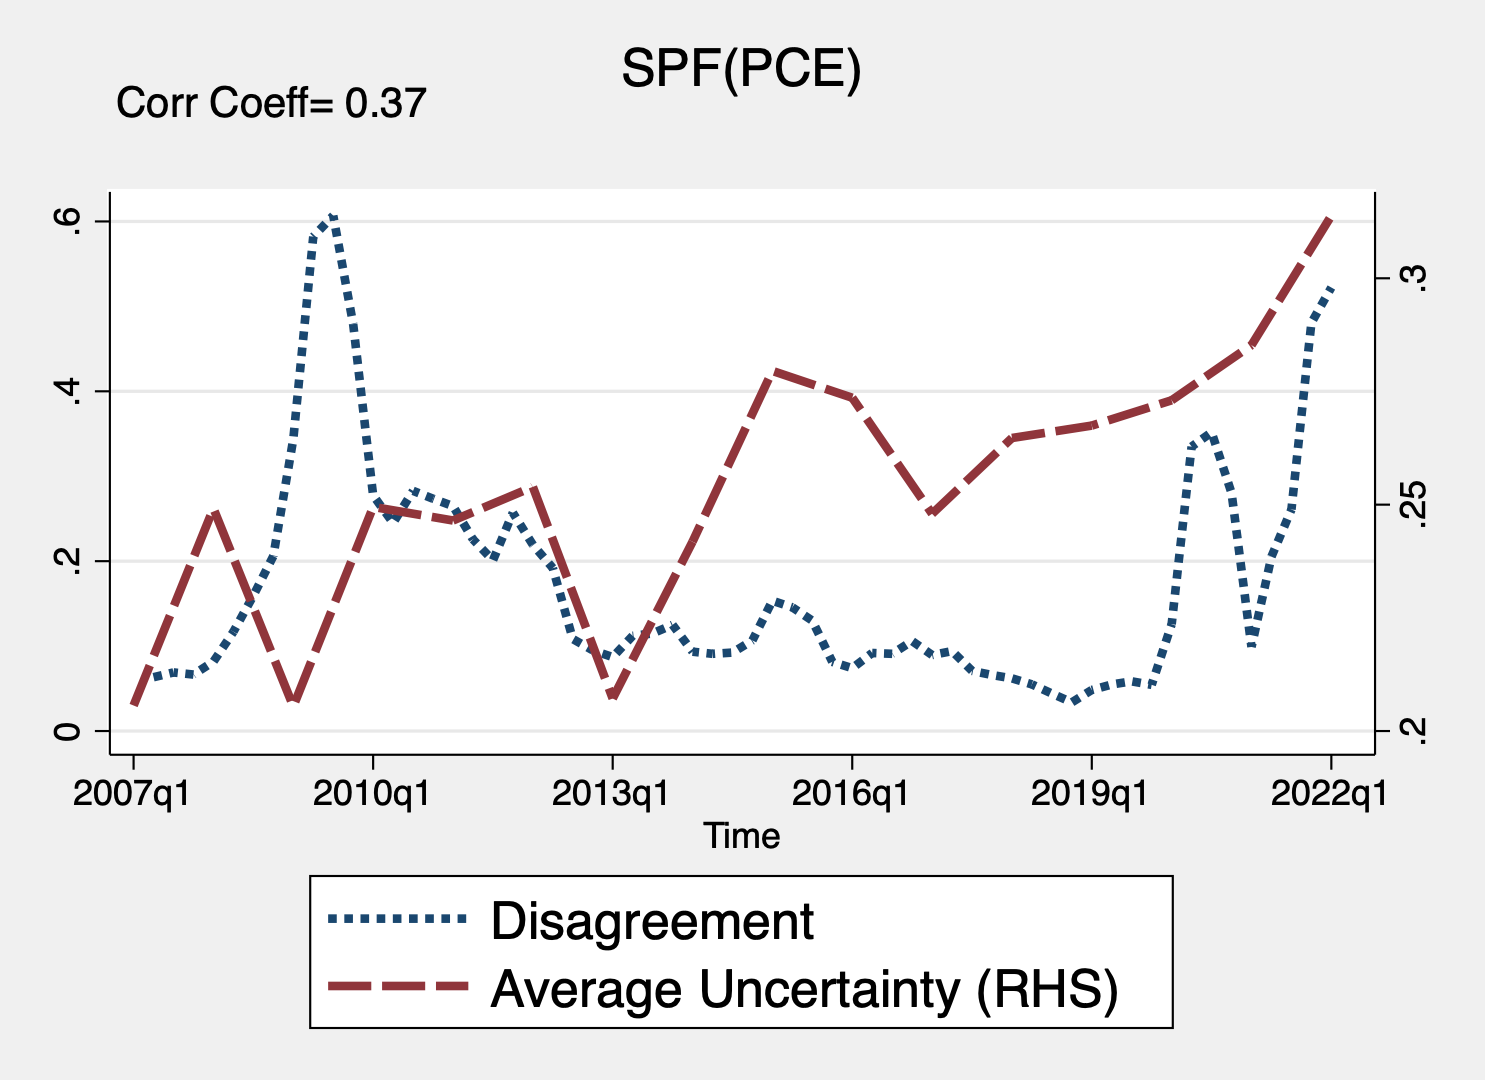 SPF(PCE)
Corr Coeff= 0.37
.6
.4
.2
0
.3
.25
.2
2007q1 2010q1 2013q1 2016q1 2019q1 2022q1
Time
Disagreement
Average Uncertainty (RHS)